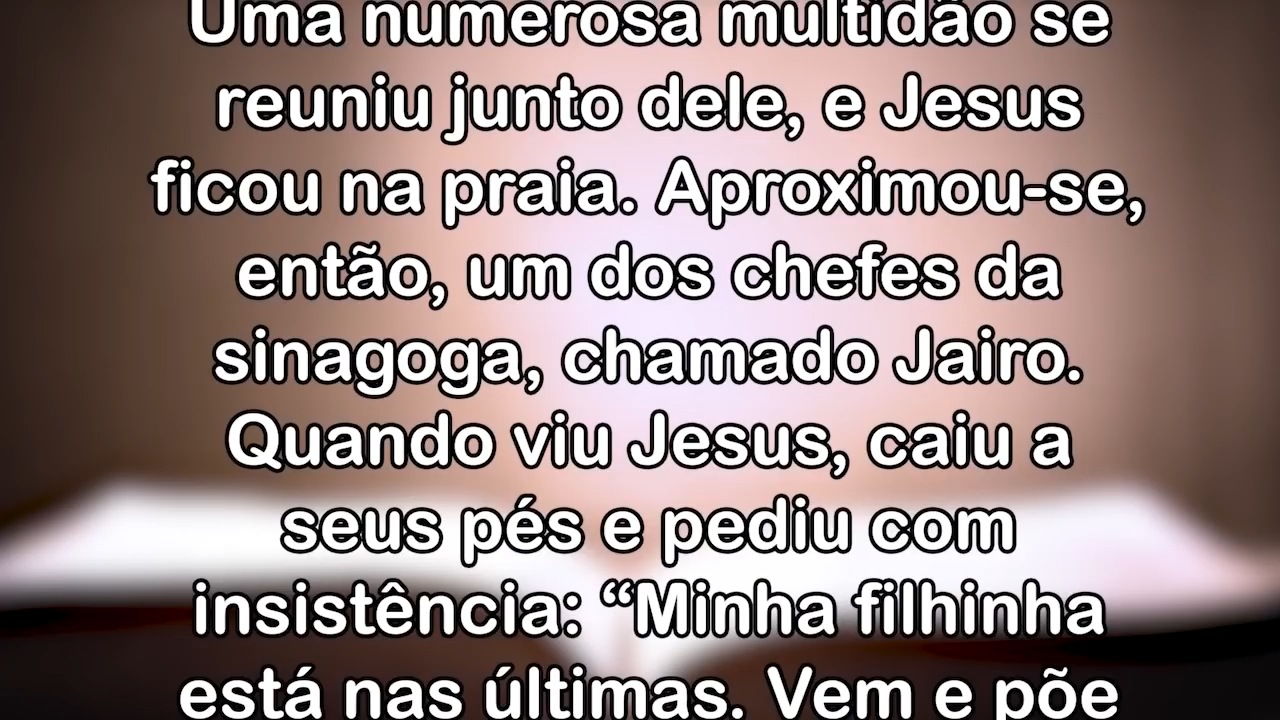 Uma numerosa multidão se
reuniu junto dele, e Jesus
ficou na praia. Aproximou-se,
então, um dos chefes da
sinagoga, chamado Jairo.
Quando viu Jesus, caiu a
seus pés e pediu com
insistência: “Minha filhinha
está nas últimas. Vem e põe